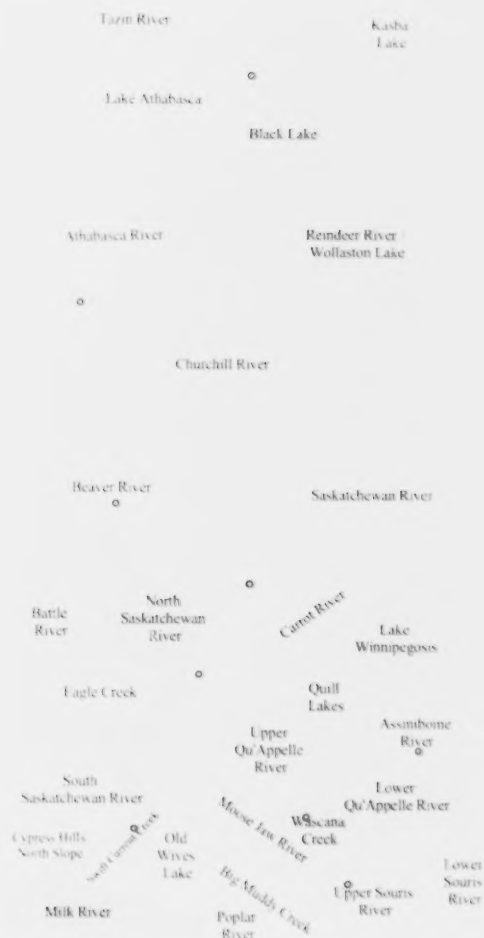 Tazin River
Kasba
Lake
Lake Athabasca
Black Lake
Athabasca River
Reindeer River
Wollaston Lake
Churchill River
Beaver River
Saskatchewan River
North
Saskatchewan
River
Battle
River
Carrot River
Lake
Winnipegosis
Eagle Creek
Quill
Lakes
Assiniboine
River
Upper
Qu'Appelle
River
South
Saskatchewan River
Lower
Qu'Appelle River
Moose Jaw River
Wascana
Creek
Cypress Hills
North Slope
Swift Current Creek
Old
Wives
Lake
Big Muddy Creek
Upper Souris
River
Lower
Souris
River
Milk River
Poplar
River